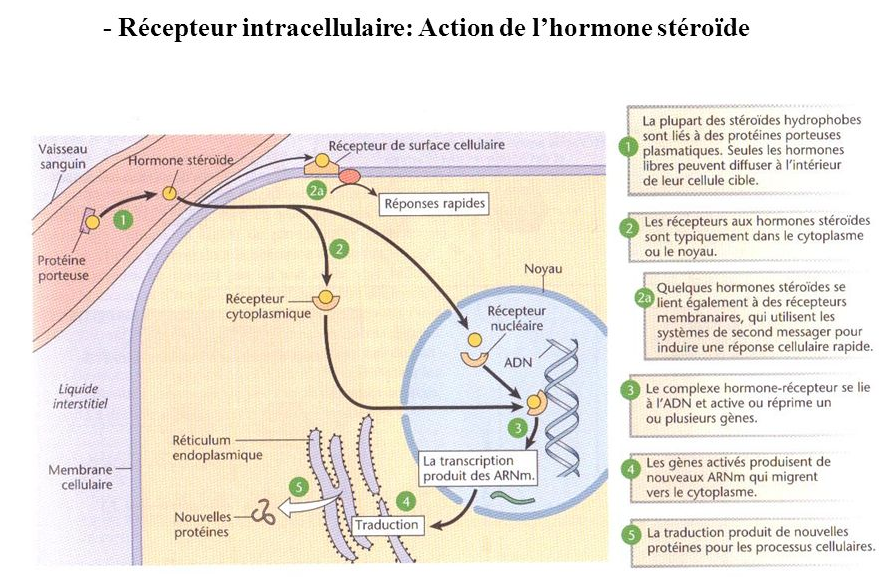 - Récepteur intracellulaire: Action de l’hormone stéroïde
Vaisseau
sanguin
Hormone stéroïde
Récepteur de surface cellulaire
2a
Réponses rapides
1
Protéine
porteuse
2
Récepteur
cytoplasmique
Noyau
Récepteur
nucléaire
ADN
Liquide
interstitiel
3
Réticulum
endoplasmique
La transcription
produit des ARNm.
Membrane
cellulaire
5
4
Nouvelles
protéines
Traduction
1
La plupart des stéroïdes hydrophobes
sont liés à des protéines porteuses
plasmatiques. Seules les hormones
libres peuvent diffuser à l’intérieur
de leur cellule cible.
2
Les récepteurs aux hormones stéroïdes
sont typiquement dans le cytoplasme
ou le noyau.
2a
Quelques hormones stéroïdes se
lient également à des récepteurs
membranaires, qui utilisent les
systèmes de second messager pour
induire une réponse cellulaire rapide.
3
Le complexe hormone-récepteur se lie
à l’ADN et active ou réprime un
ou plusieurs gènes.
4
Les gènes activés produisent de
nouveaux ARNm qui migrent
vers le cytoplasme.
5
La traduction produit de nouvelles
protéines pour les processus cellulaires.